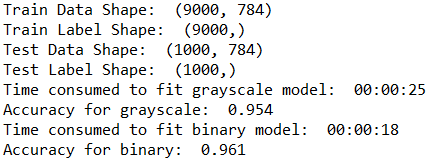 Train Data Shape:  (9000, 784)
Train Label Shape:  (9000,)
Test Data Shape:  (1000, 784)
Test Label Shape:  (1000,)
Time consumed to fit grayscale model:  00:00:25
Accuracy for grayscale:  0.954
Time consumed to fit binary model:  00:00:18
Accuracy for binary:  0.961